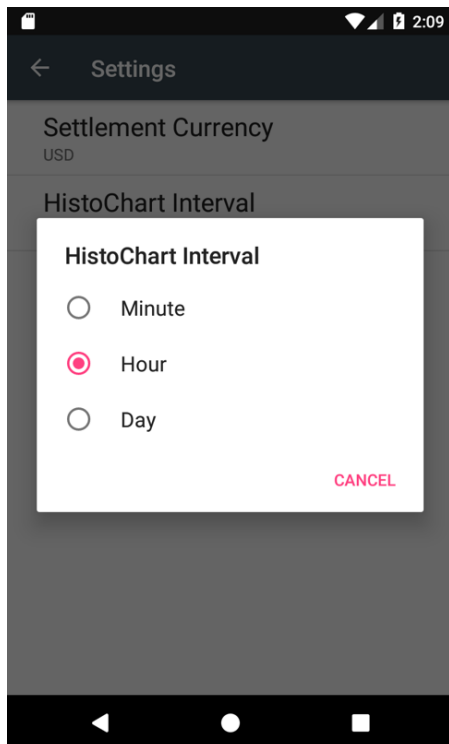 2:09
Settings
Settlement Currency
USD
HistoChart Interval
HistoChart Interval
Minute
Hour
Day
CANCEL